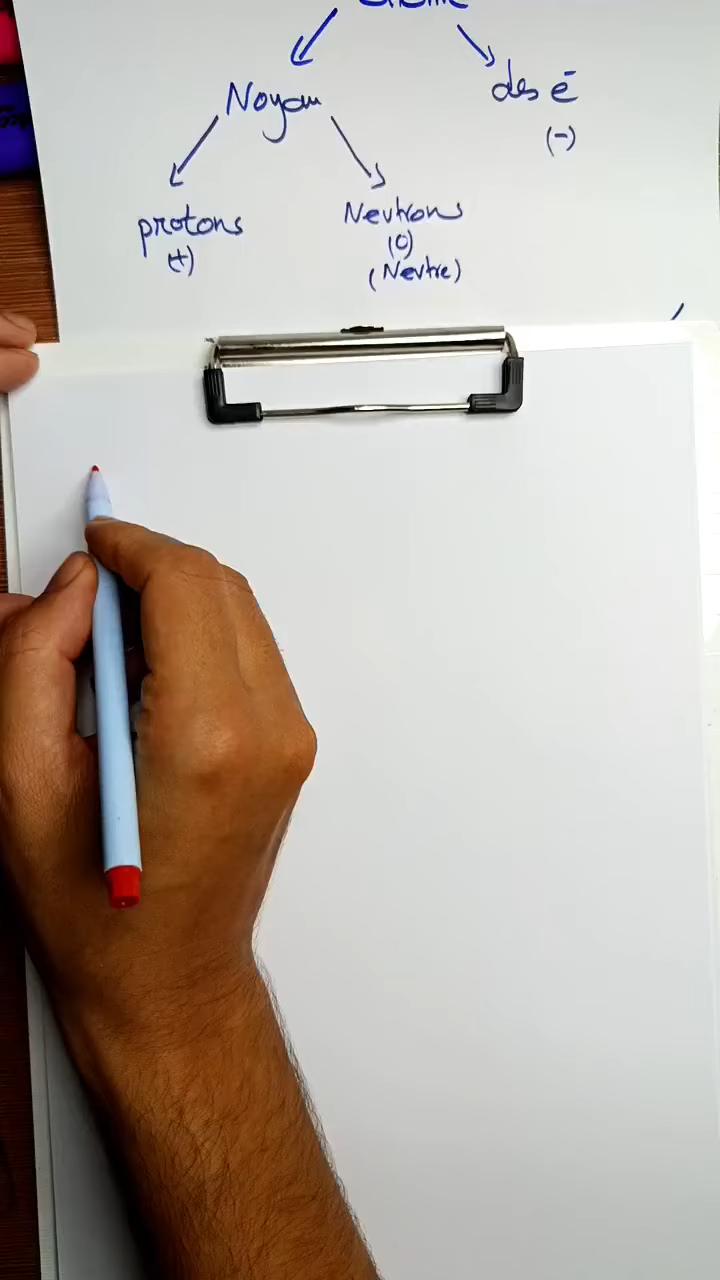 Noyau des é
(-)
protons Neutrons
(+) (0)
(Neutre)